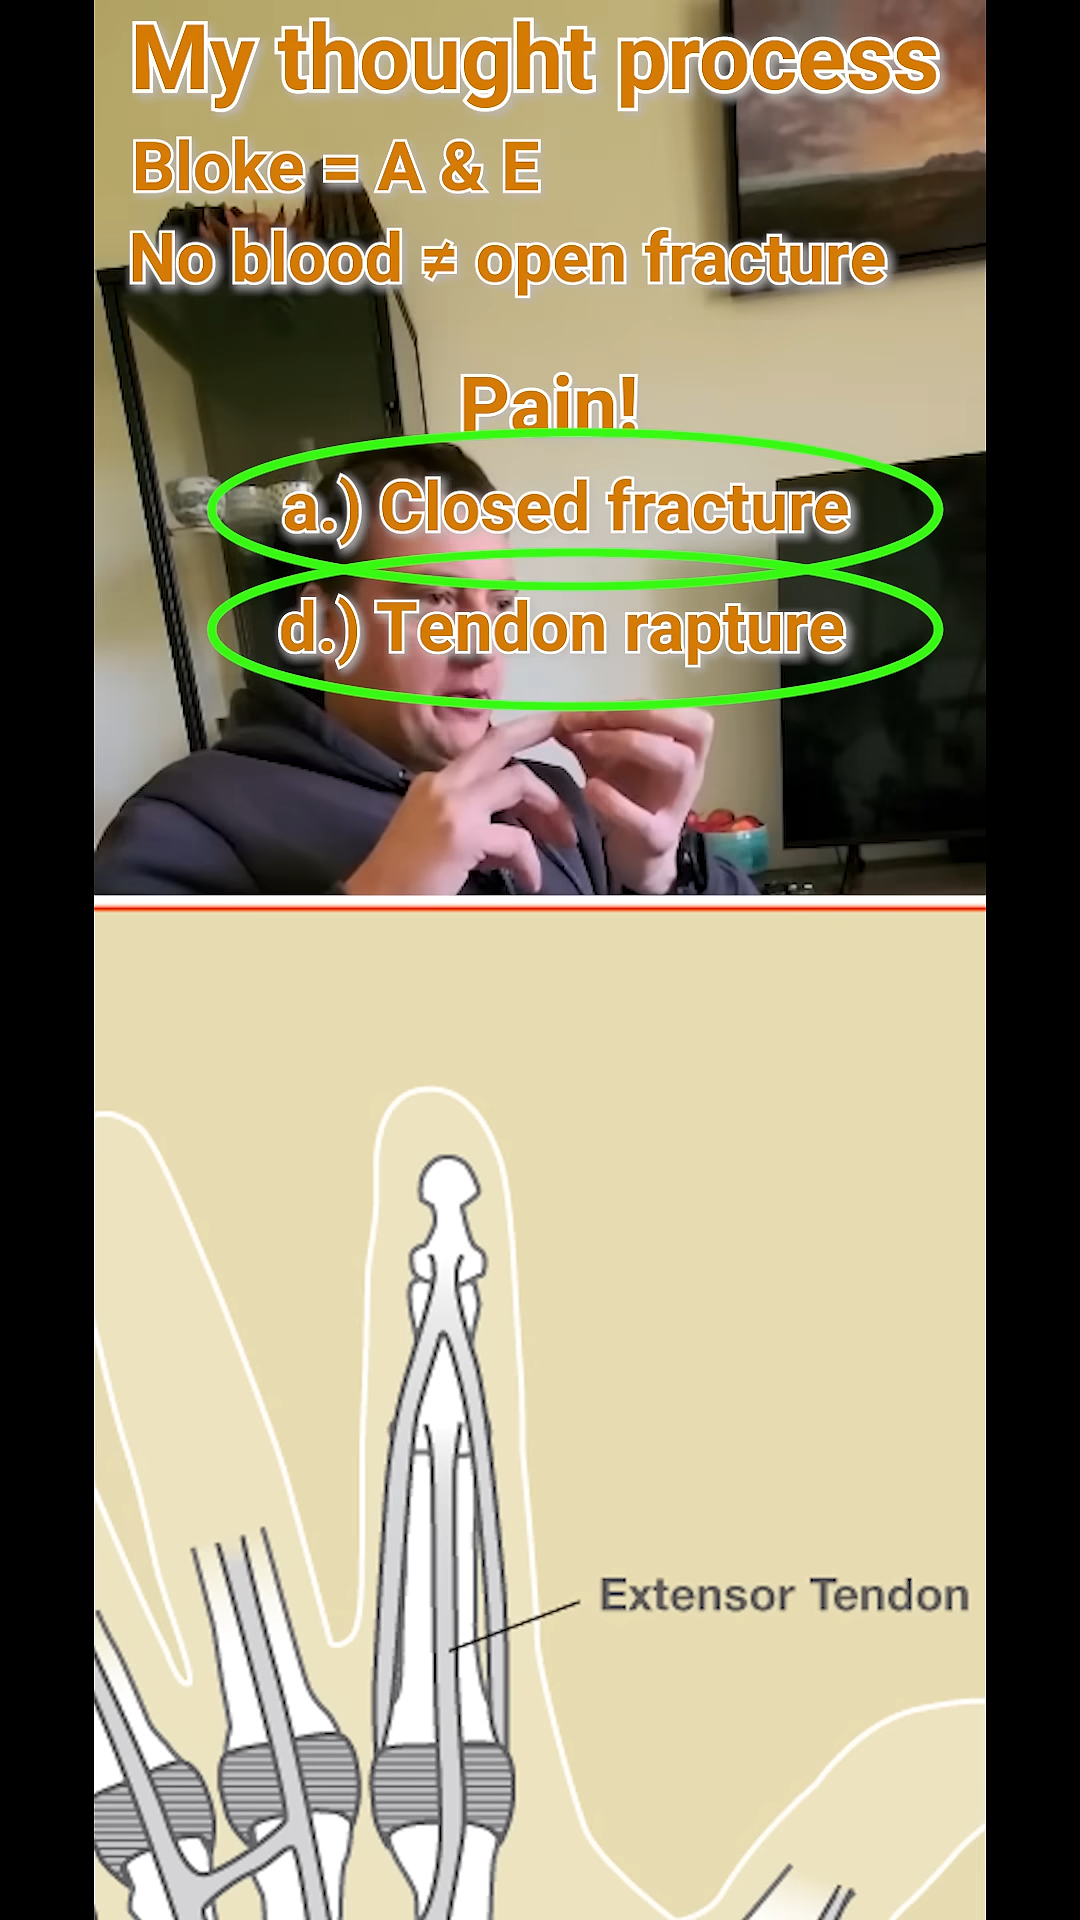 My thought process
Bloke = A & E
No blood ≠ open fracture
Pain!
a.) Closed fracture
d.) Tendon rapture
Extensor Tendon